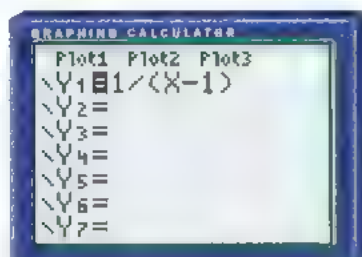 GRAPHING CALCULATOR
Plot1 Plot2 Plot3
\Y1=1/(X-1)
\Y2=
\Y3=
\Y4=
\Y5=
\Y6=
\Y7=